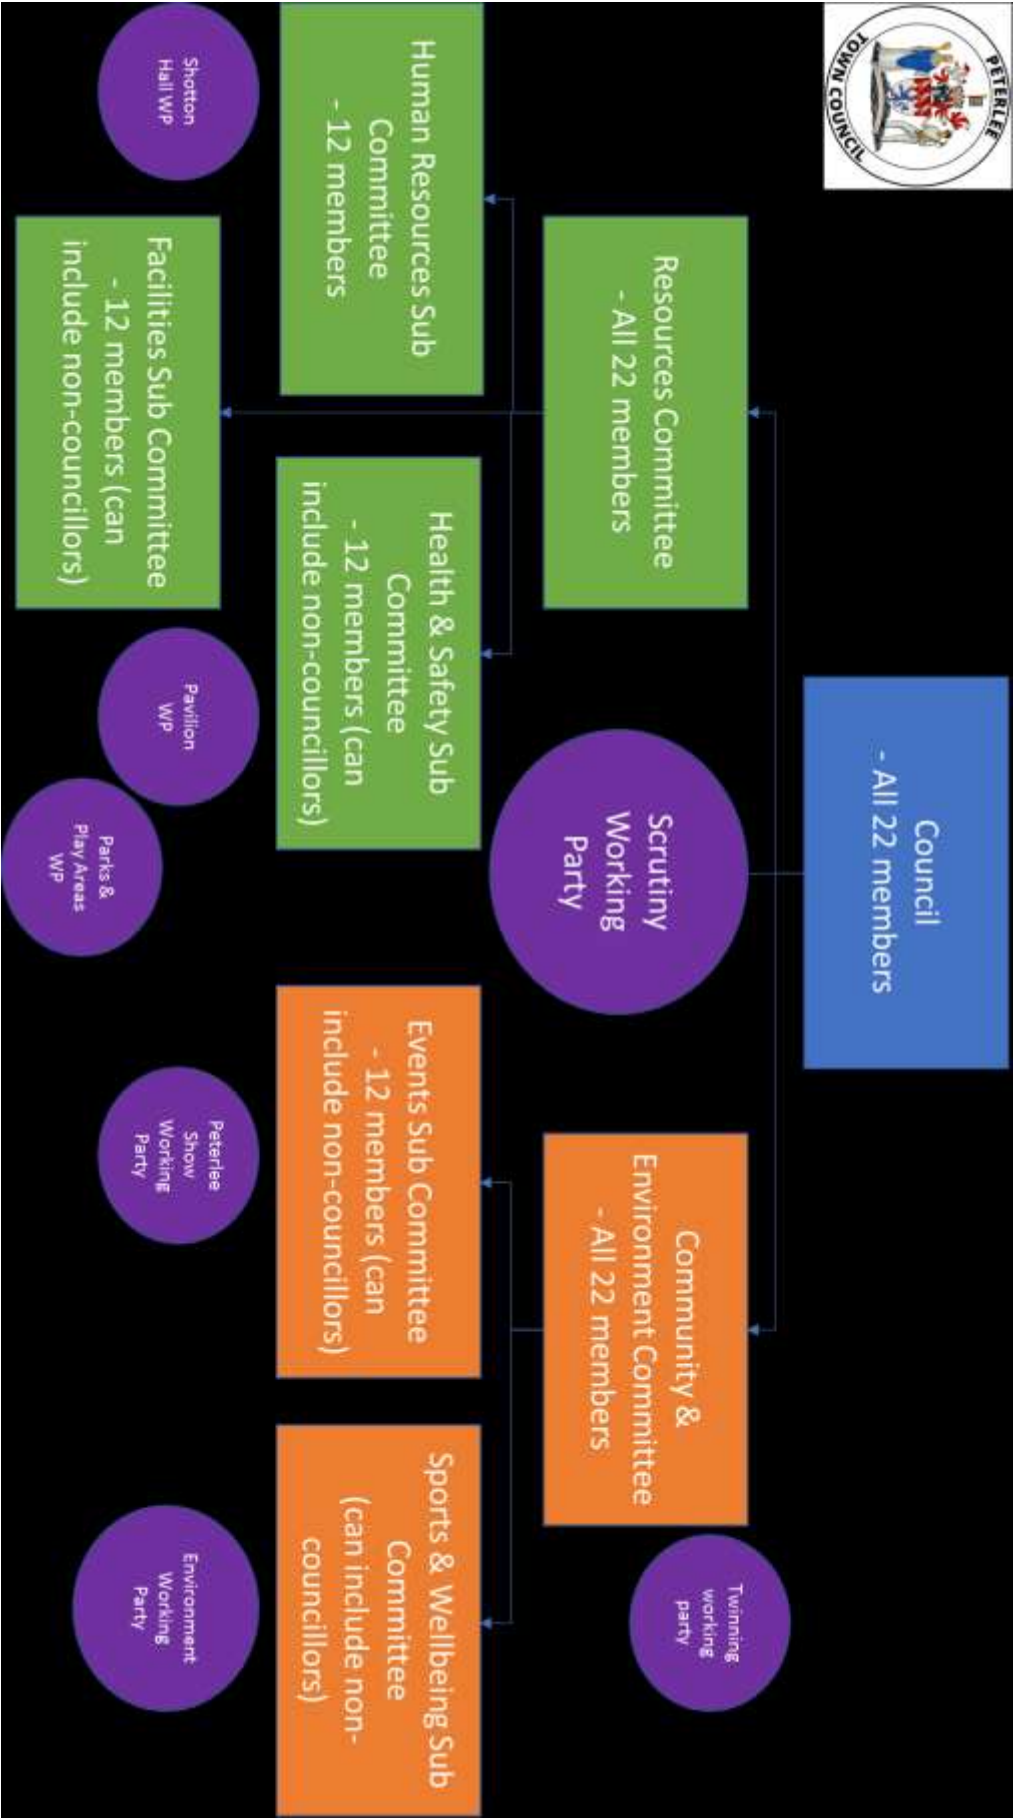 PETERLEE
TOWN COUNCIL
Council
- All 22 members
Resources Committee
- All 22 members
Scrutiny
Working
Party
Community &
Environment Committee
- All 22 members
Twinning
working
party
Human Resources Sub
Committee
- 12 members
Health & Safety Sub
Committee
- 12 members (can
include non-councillors)
Events Sub Committee
- 12 members (can
include non-councillors)
Sports & Wellbeing Sub
Committee
(can include non-
councillors)
Shotton
Hall WP
Facilities Sub Committee
- 12 members (can
include non-councillors)
Pavilion
WP
Parks &
Play Areas
WP
Peterlee
Show
Working
Party
Environment
Working
Party